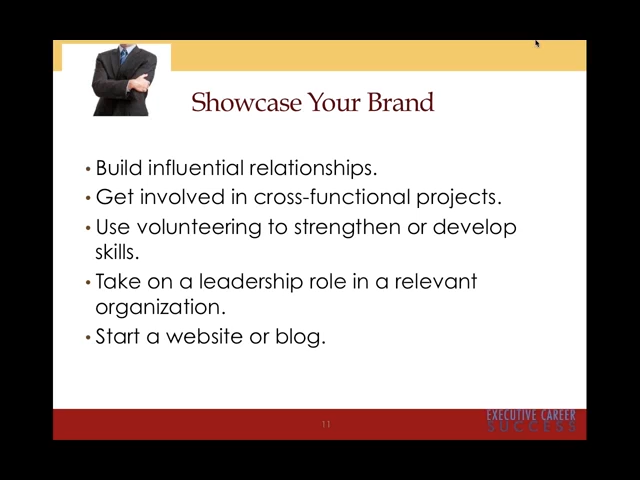 Showcase Your Brand
• Build influential relationships.
• Get involved in cross-functional projects.
• Use volunteering to strengthen or develop
skills.
• Take on a leadership role in a relevant
organization.
• Start a website or blog.
11
EXECUTIVE CAREER
SUCCESS